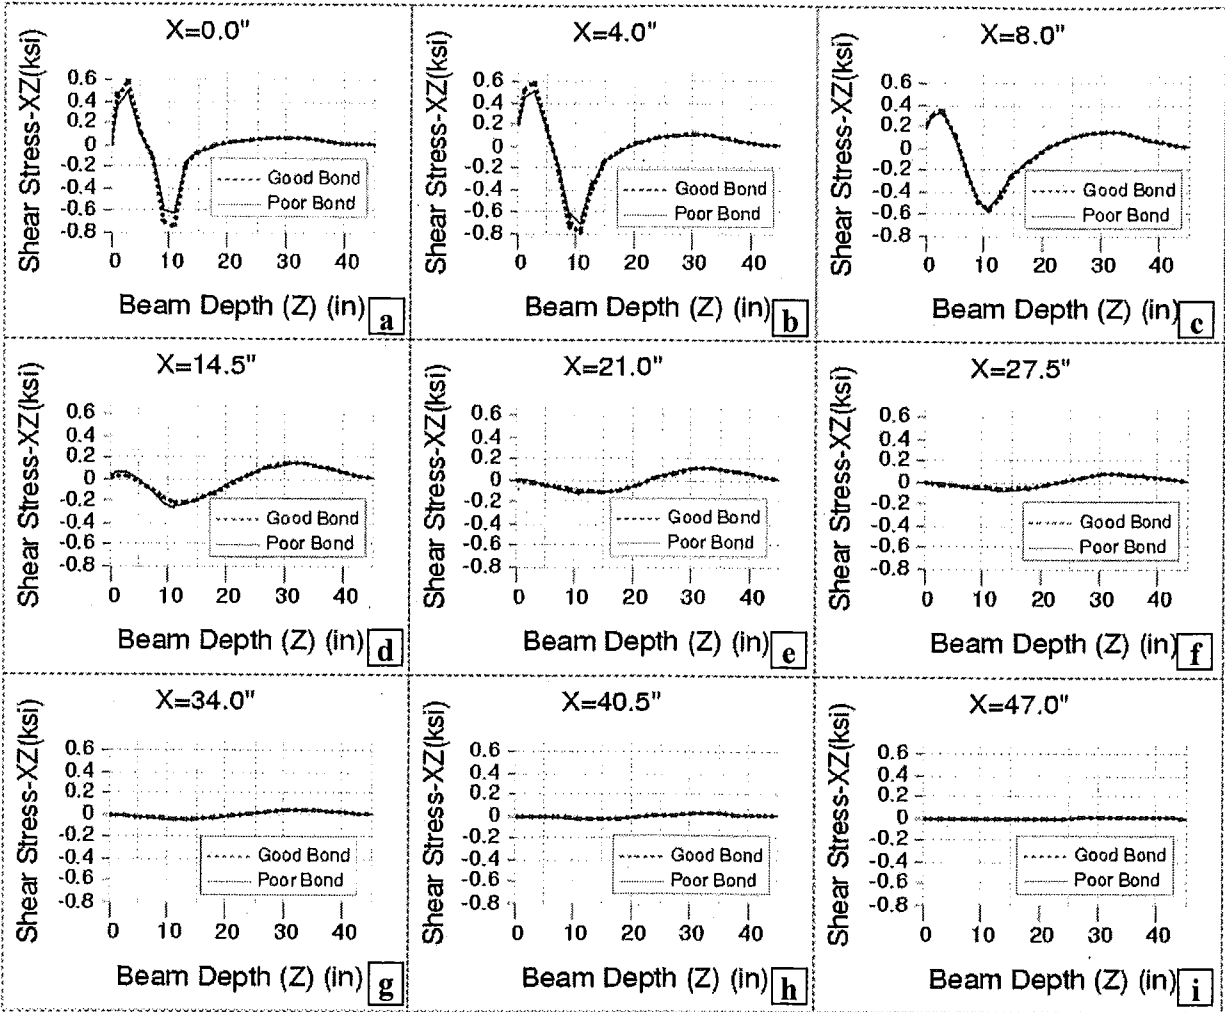 X=0.0"
Shear Stress-XZ(ksi)
0.6
0.4
0.2
0
-0.2
-0.4
-0.6
-0.8
Good Bond
Poor Bond
0 10 20 30 40
Beam Depth (Z) (in)
a
X=4.0"
Shear Stress-XZ(ksi)
0.6
0.4
0.2
0
-0.2
-0.4
-0.6
-0.8
Good Bond
Poor Bond
0 10 20 30 40
Beam Depth (Z) (in)
b
X=8.0"
Shear Stress-XZ(ksi)
0.6
0.4
0.2
0
-0.2
-0.4
-0.6
-0.8
Good Bond
Poor Bond
0 10 20 30 40
Beam Depth (Z) (in)
c
X=14.5"
Shear Stress-XZ(ksi)
0.6
0.4
0.2
0
-0.2
-0.4
-0.6
-0.8
Good Bond
Poor Bond
0 10 20 30 40
Beam Depth (Z) (in)
d
X=21.0"
Shear Stress-XZ(ksi)
0.6
0.4
0.2
0
-0.2
-0.4
-0.6
-0.8
Good Bond
Poor Bond
0 10 20 30 40
Beam Depth (Z) (in)
e
X=27.5"
Shear Stress-XZ(ksi)
0.6
0.4
0.2
0
-0.2
-0.4
-0.6
-0.8
Good Bond
Poor Bond
0 10 20 30 40
Beam Depth (Z) (in)
f
X=34.0"
Shear Stress-XZ(ksi)
0.6
0.4
0.2
0
-0.2
-0.4
-0.6
-0.8
Good Bond
Poor Bond
0 10 20 30 40
Beam Depth (Z) (in)
g
X=40.5"
Shear Stress-XZ(ksi)
0.6
0.4
0.2
0
-0.2
-0.4
-0.6
-0.8
Good Bond
Poor Bond
0 10 20 30 40
Beam Depth (Z) (in)
h
X=47.0"
Shear Stress-XZ(ksi)
0.6
0.4
0.2
0
-0.2
-0.4
-0.6
-0.8
Good Bond
Poor Bond
0 10 20 30 40
Beam Depth (Z) (in)
i